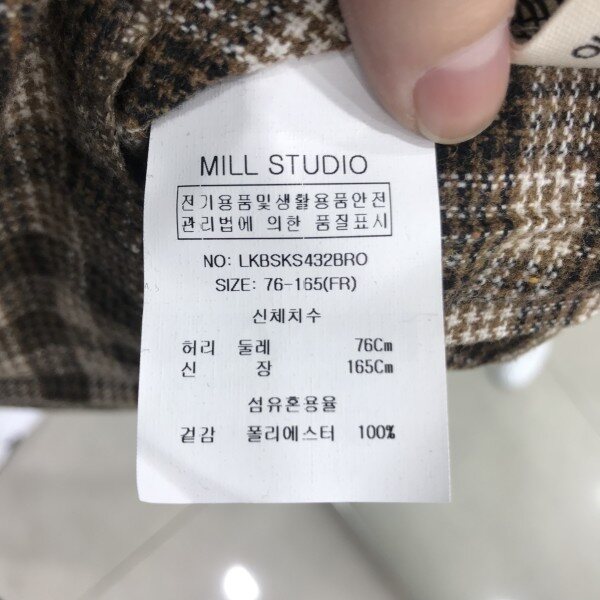 MILL STUDIO
전기용품및생활용품안전
관리법에 의한 품질표시
NO: LKBSKS432BRO
SIZE: 76-165(FR)
신체치수
허리 둘레 76Cm
신 장 165Cm
섬유혼용율
겉감 폴리에스터 100%